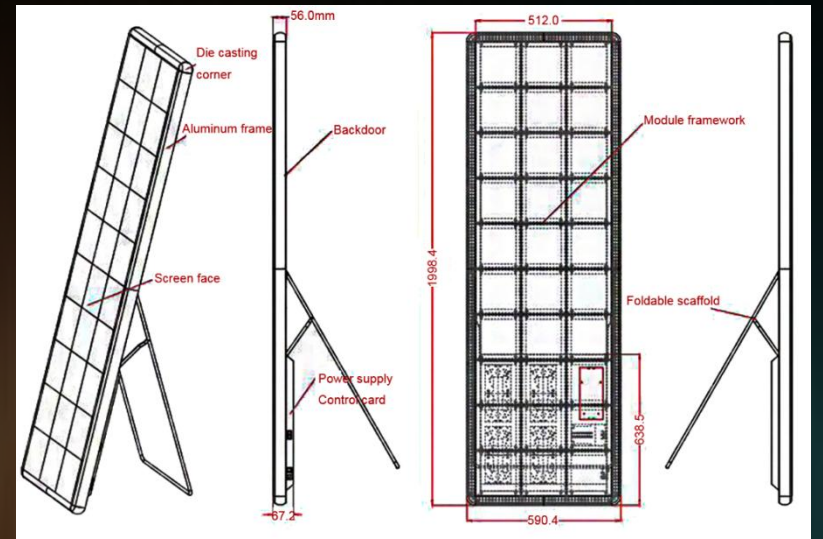 56.0mm
512.0
Die casting
corner
Aluminum frame
Backdoor
Module framework
1998.4
Screen face
Foldable scaffold
Power supply
Control card
638.5
67.2
590.4